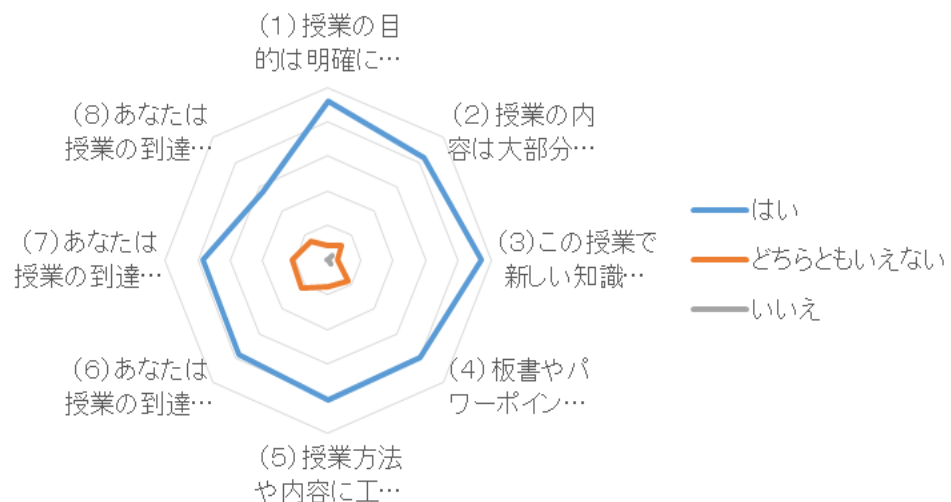 (1)授業の目
的は明確に…
(2)授業の内
容は大部分…
(3)この授業で
新しい知識…
(4)板書やパ
ワーポイン…
(5)授業方法
や内容に工…
(6)あなたは
授業の到達…
(7)あなたは
授業の到達…
(8)あなたは
授業の到達…
はい
どちらともいえない
いいえ